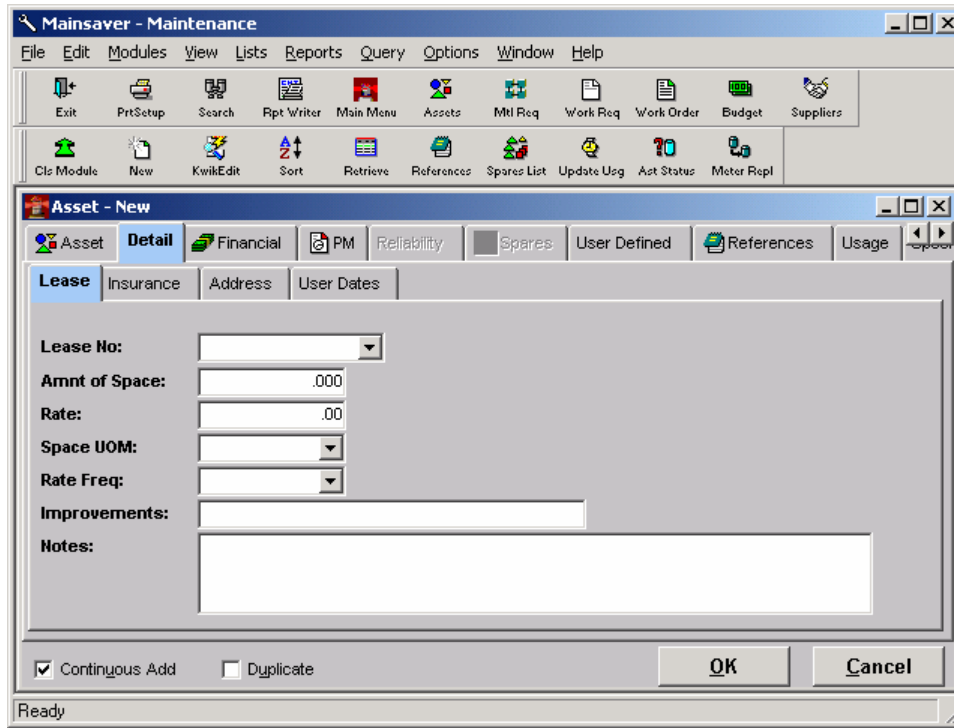 Mainsaver - Maintenance
File Edit Modules View Lists Reports Query Options Window Help
Exit PrtSetup Search Rpt Writer Main Menu Assets Mtl Req Work Req Work Order Budget Suppliers
Cls Module New KwikEdit Sort Retrieve References Spares List Update Usg Ast Status Meter Repl
Asset - New
Asset Detail Financial PM Reliability Spares User Defined References Usage
Lease Insurance Address User Dates
Lease No:
Amnt of Space: .000
Rate: .00
Space UOM:
Rate Freq:
Improvements:
Notes:
Continuous Add Duplicate OK Cancel
Ready